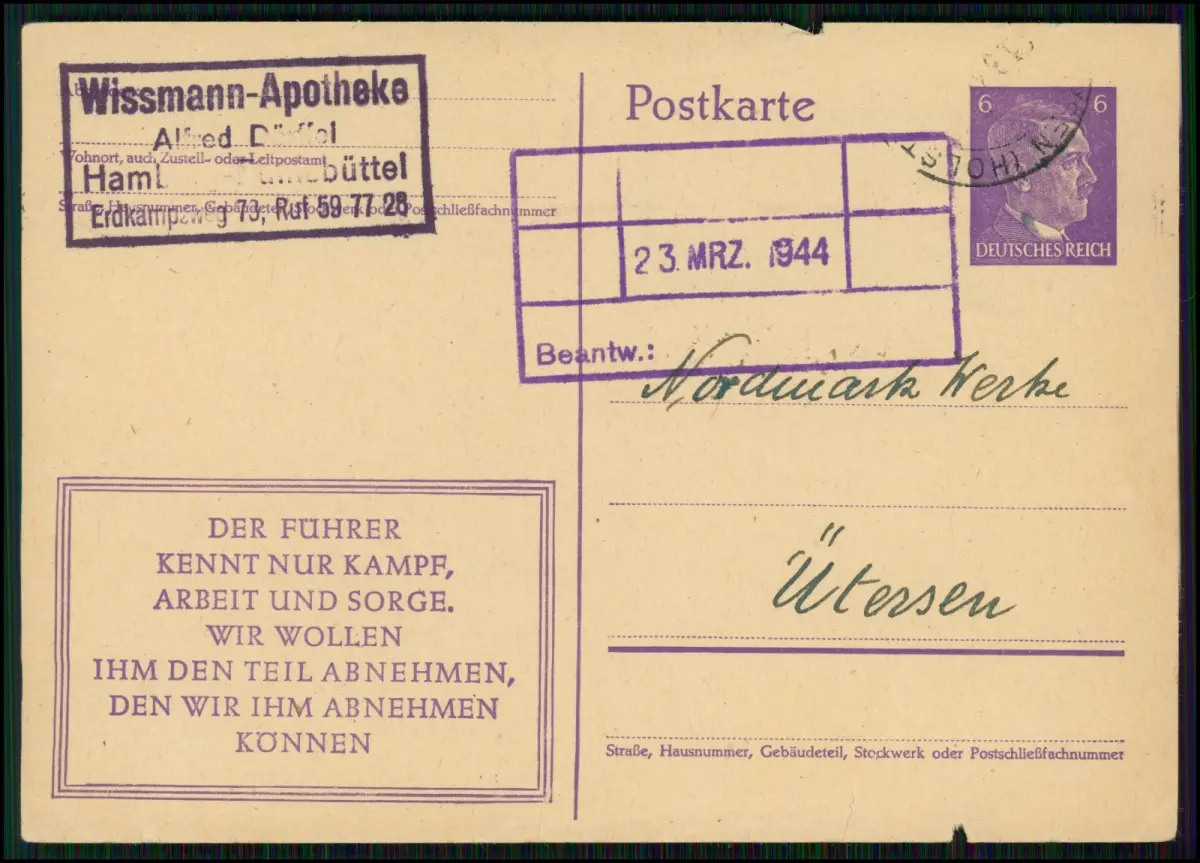 Wissmann-Apotheke
Alfred
Wohnort, auch Zustell- oder Leitpostamt
büttel
Straße, Hausnummer, Gebäudeteil, Stockwerk oder Postschließfachnummer
Erdkampsweg 73, Ruf 59 77 28
Postkarte
6 6
(HOLST
DEUTSCHES REICH
23. MRZ. 1944
Beantw.:
Nordmark Werke
Ütersen
Straße, Hausnummer, Gebäudeteil, Stockwerk oder Postschließfachnummer
DER FÜHRER
KENNT NUR KAMPF,
ARBEIT UND SORGE.
WIR WOLLEN
IHM DEN TEIL ABNEHMEN,
DEN WIR IHM ABNEHMEN
KÖNNEN